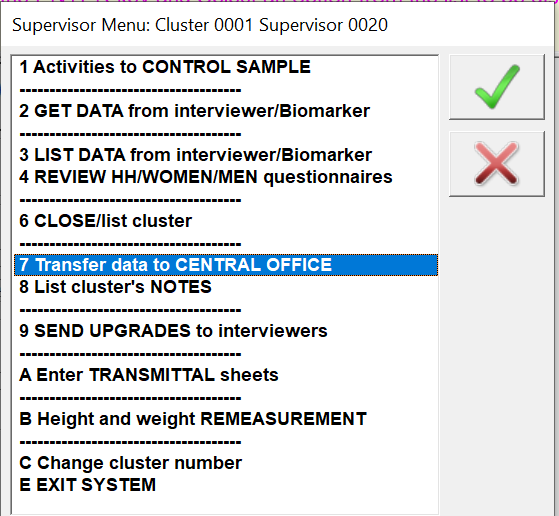 Supervisor Menu: Cluster 0001 Supervisor 0020
1 Activities to CONTROL SAMPLE
-------------------------------------
2 GET DATA from interviewer/Biomarker
-------------------------------------
3 LIST DATA from interviewer/Biomarker
4 REVIEW HH/WOMEN/MEN questionnaires
-------------------------------------
6 CLOSE/list cluster
-------------------------------------
7 Transfer data to CENTRAL OFFICE
8 List cluster's NOTES
-------------------------------------
9 SEND UPGRADES to interviewers
-------------------------------------
A Enter TRANSMITTAL sheets
-------------------------------------
B Height and weight REMEASUREMENT
-------------------------------------
C Change cluster number
E EXIT SYSTEM